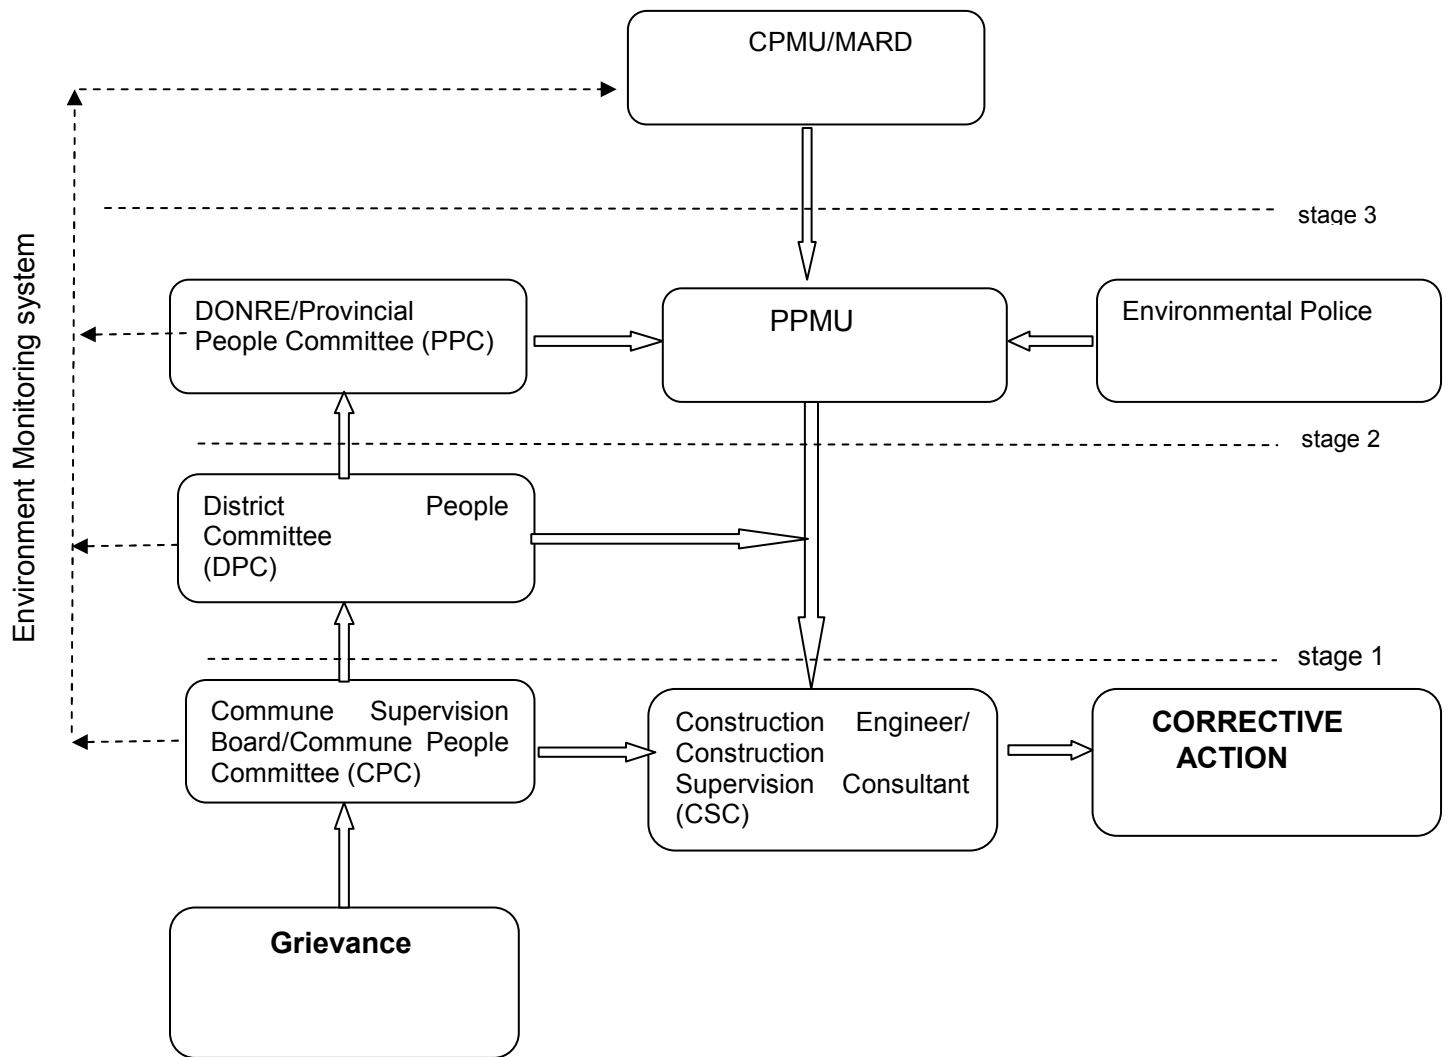 CPMU/MARD
stage 3
Environment Monitoring system
DONRE/Provincial
People Committee (PPC)
PPMU
Environmental Police
stage 2
District People
Committee
(DPC)
stage 1
Commune Supervision
Board/Commune People
Committee (CPC)
Construction Engineer/
Construction
Supervision Consultant
(CSC)
CORRECTIVE
ACTION
Grievance